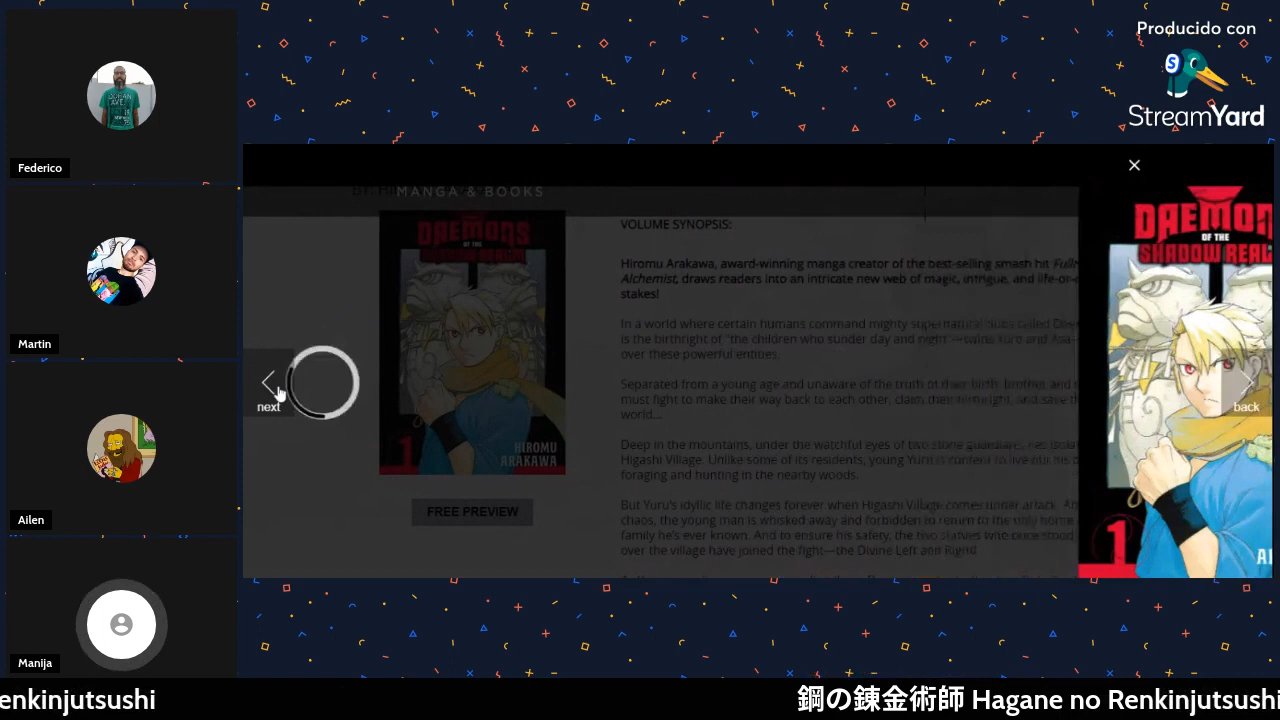 Producido con
StreamYard
Federico
Martin
Ailen
Manija
MANGA & BOOKS
VOLUME SYNOPSIS:
Hiromu Arakawa, award-winning manga creator of the best-selling smash hit Full
Alchemist, draws readers into an intricate new web of magic, intrigue, and life-or-
stakes!
In a world where certain humans command mighty supernatural duos called
is the birthright of "the children who sunder day and night"—twins Yuru and Asa—
over these powerful entities.
Separated from a young age and unaware of the truth of their birth, brother and
must fight to make their way back to each other, claim their birthright, and save
world...
Deep in the mountains, under the watchful eyes of two stone guardians,
Higashi Village. Unlike some of its residents, young Yuru's content to live out his
foraging and hunting in the nearby woods.
But Yuru's idyllic life changes forever when Higashi Village comes under attack.
chaos, the young man is whisked away and forbidden to return to the only home
family he's ever known. And to ensure his safety, the two statues who once stood
over the village have joined the fight—the Divine Left and Right!
DAEMONS
OF THE
SHADOW REALM
1
HIROMU
ARAKAWA
FREE PREVIEW
next
DAEMONS
OF THE
SHADOW REAL
1
back
enkinjutsushi
鋼の錬金術師 Hagane no Renkinjutsushi